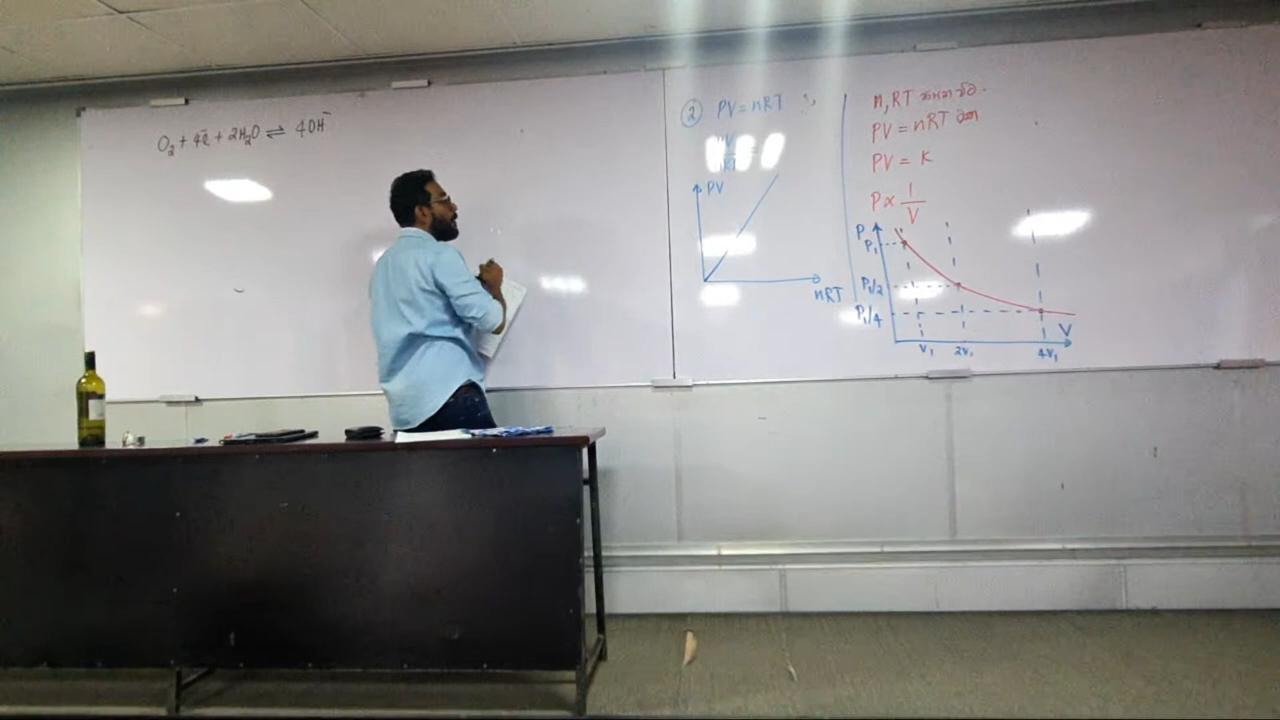 O₂ + 4ē + 2H₂O ⇌ 4OH⁻
② PV = nRT
PV
nRT
n, RT
PV = nRT
PV = K
P ∝ 1/V
P
P₁
P₁/2
P₁/4
V₁ 2V₁ 4V₁
V